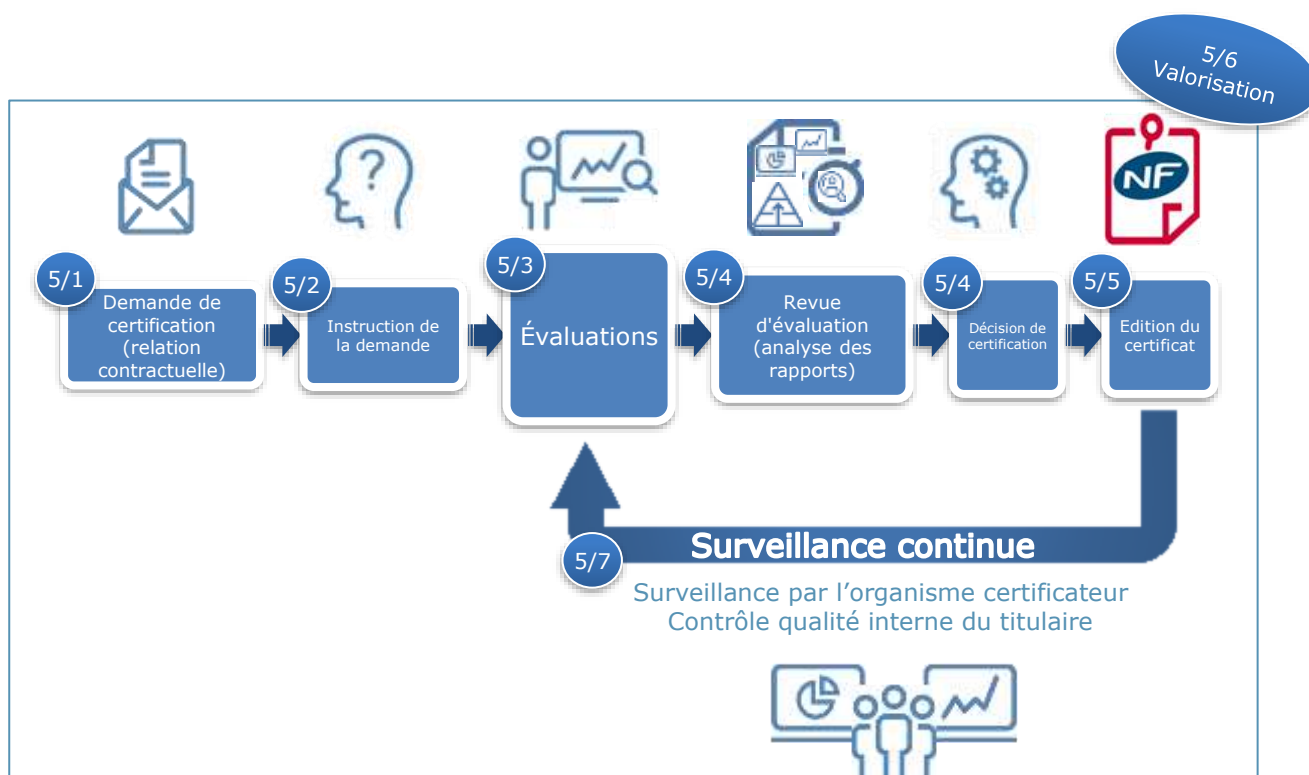 5/6
Valorisation
?
NF
5/1
Demande de
certification
(relation
contractuelle)
5/2
Instruction de
la demande
5/3
Évaluations
5/4
Revue
d'évaluation
(analyse des
rapports)
5/4
Décision de
certification
5/5
Edition du
certificat
Surveillance continue
5/7
Surveillance par l’organisme certificateur
Contrôle qualité interne du titulaire